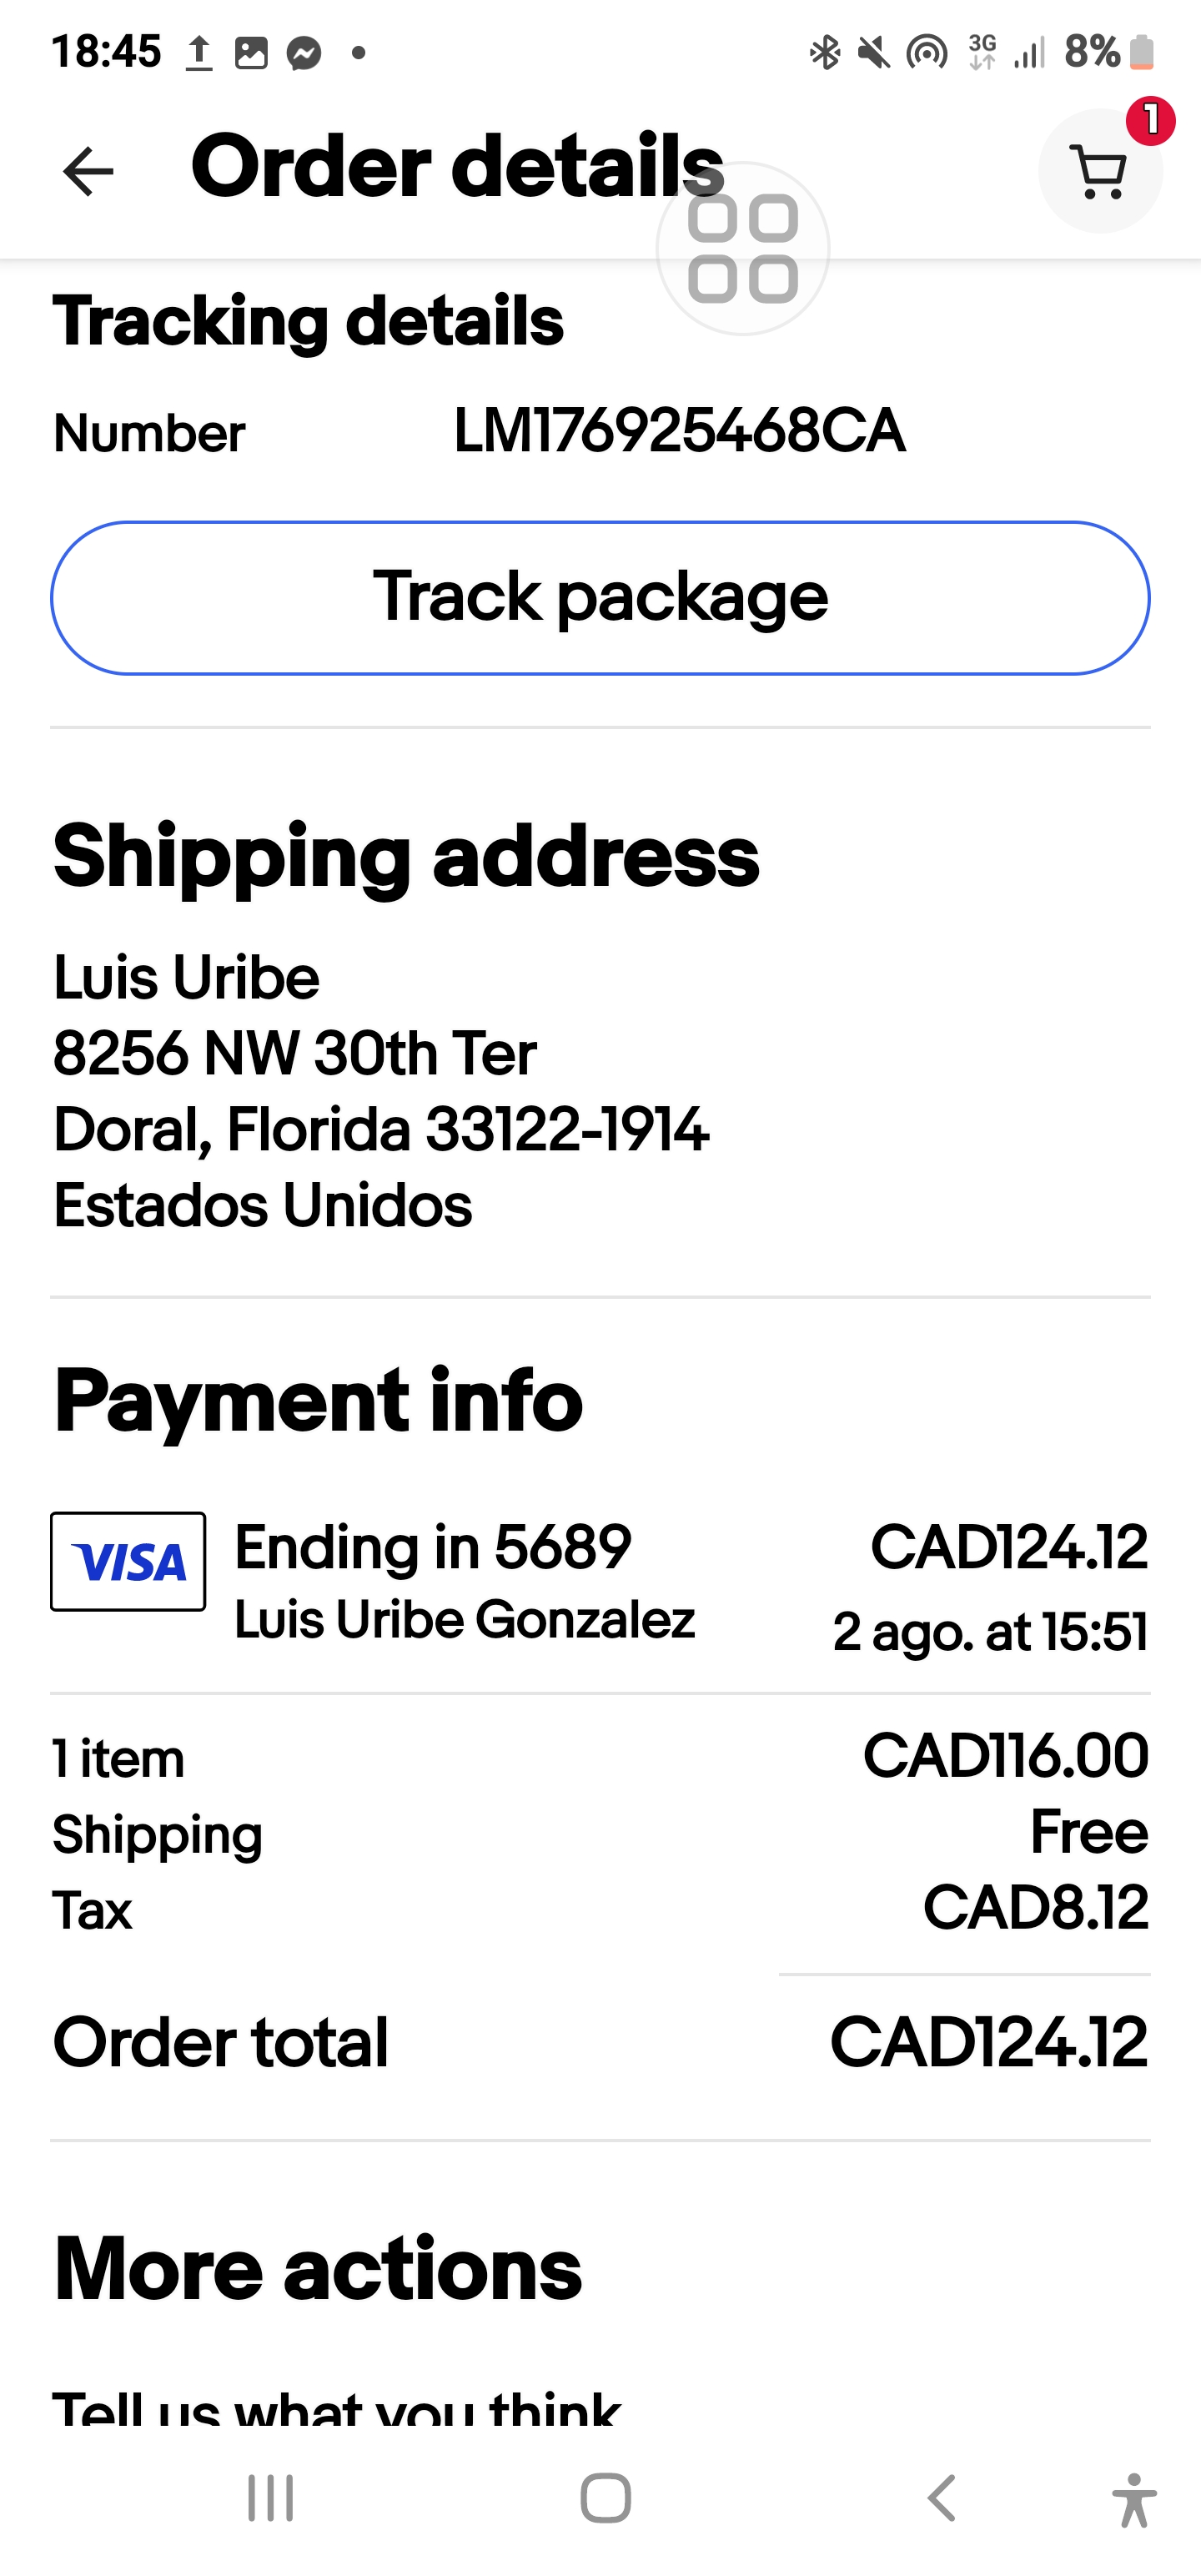 18:45
3G
8%
Order details
1
Tracking details
Number LM176925468CA
Track package
Shipping address
Luis Uribe
8256 NW 30th Ter
Doral, Florida 33122-1914
Estados Unidos
Payment info
VISA Ending in 5689 CAD124.12
Luis Uribe Gonzalez 2 ago. at 15:51
1 item CAD116.00
Shipping Free
Tax CAD8.12
Order total CAD124.12
More actions
Tell us what you think